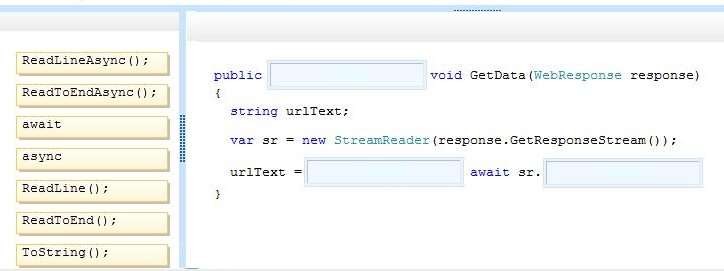 ReadLineAsync();
ReadToEndAsync();
await
async
ReadLine();
ReadToEnd();
ToString();
public void GetData(WebResponse response)
{
string urlText;
var sr = new StreamReader(response.GetResponseStream());
urlText = await sr.
}